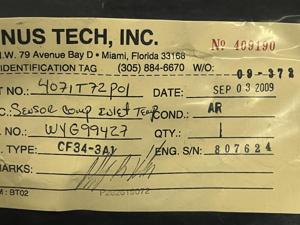 NUS TECH, INC.
.W. 79 Avenue Bay D • Miami, Florida 33168
IDENTIFICATION TAG (305) 884-6670 W/O: 09-372
No 409190
T NO.: 4071T72P01 DATE: SEP 03 2009
C.: Sensor Comp Inlet Temp COND.: AR
NO.: WYG99427 QTY.: 1
. TYPE: CF34-3A1 ENG. S/N: 807624
MARKS:
M : BT02